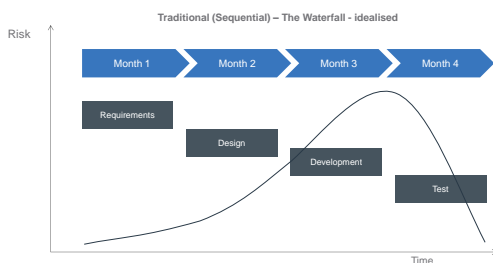 Traditional (Sequential) – The Waterfall - idealised
Risk
Month 1
Month 2
Month 3
Month 4
Requirements
Design
Development
Test
Time